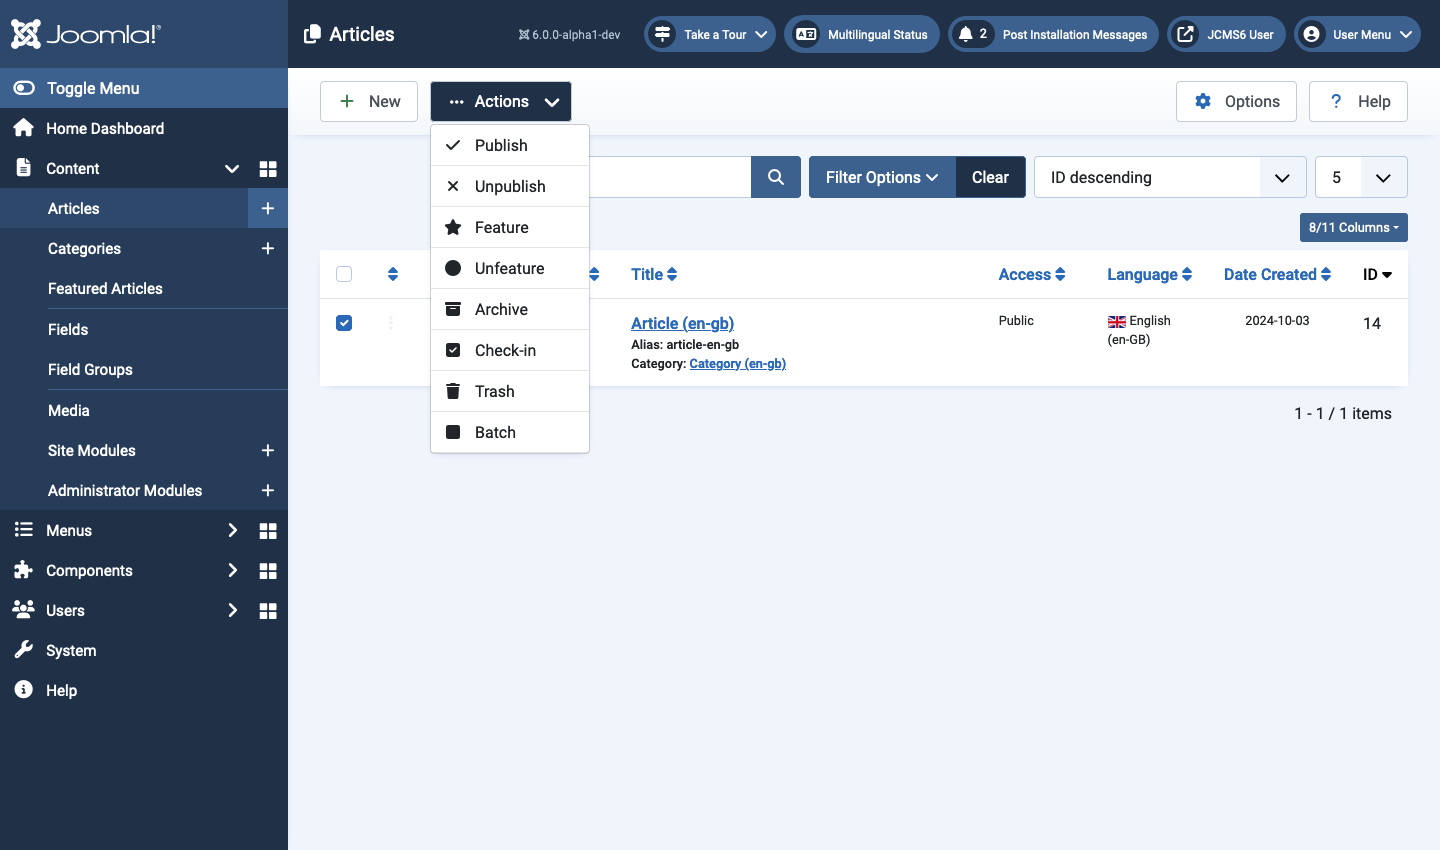 Joomla!®
Articles
6.0.0-alpha1-dev
Take a Tour
Multilingual Status
2 Post Installation Messages
JCMS6 User
User Menu
Toggle Menu
Home Dashboard
Content
Articles
Categories
Featured Articles
Fields
Field Groups
Media
Site Modules
Administrator Modules
Menus
Components
Users
System
Help
New
Actions
Options
? Help
Publish
Unpublish
Feature
Unfeature
Archive
Check-in
Trash
Batch
Filter Options
Clear
ID descending
5
8/11 Columns
Title
Access
Language
Date Created
ID
Article (en-gb)
Alias: article-en-gb
Category: Category (en-gb)
Public
English
(en-GB)
2024-10-03
14
1 - 1 / 1 items